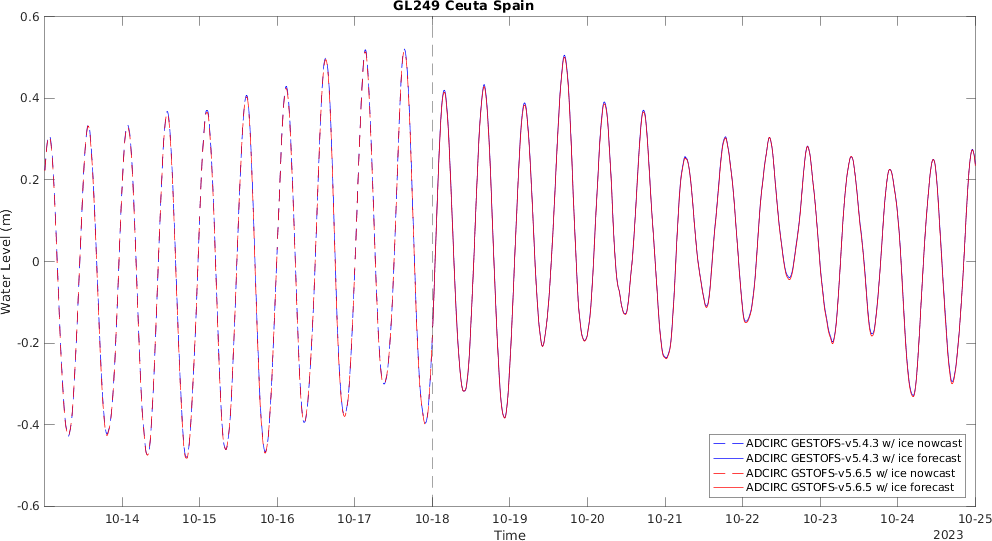 GL249 Ceuta Spain
0.6
0.4
0.2
0
-0.2
-0.4
-0.6
Water Level (m)
10-14 10-15 10-16 10-17 10-18 10-19 10-20 10-21 10-22 10-23 10-24 10-25
Time
2023
ADCIRC GESTOFS-v5.4.3 w/ ice nowcast
ADCIRC GESTOFS-v5.4.3 w/ ice forecast
ADCIRC GSTOFS-v5.6.5 w/ ice nowcast
ADCIRC GSTOFS-v5.6.5 w/ ice forecast